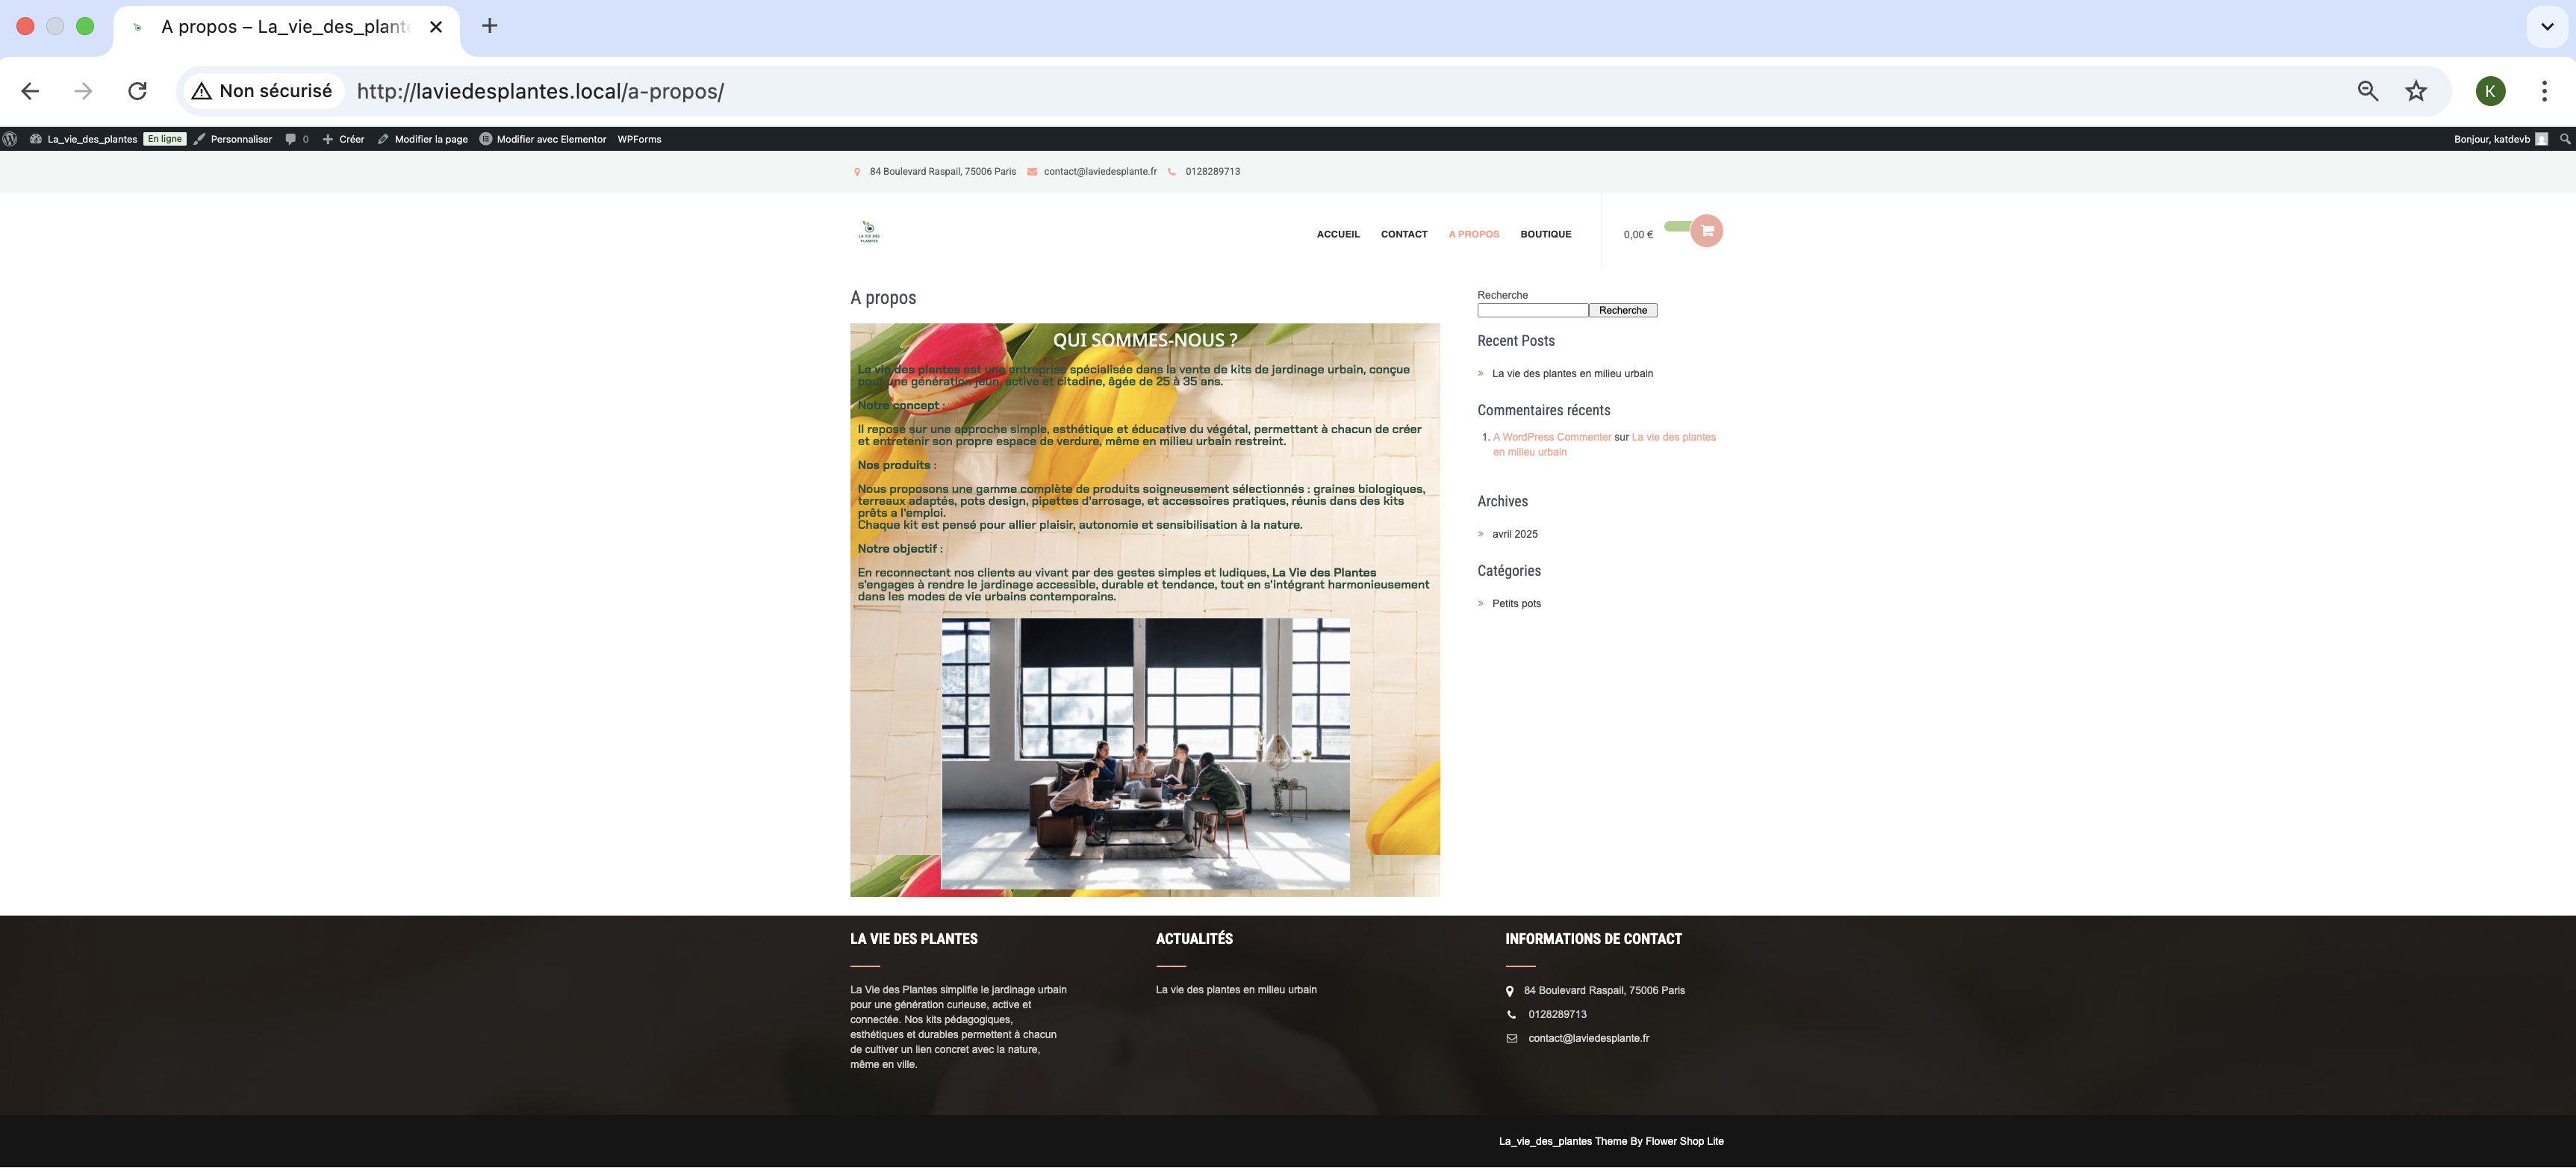 A propos – La_vie_des_plant
Non sécurisé
http://laviedesplantes.local/a-propos/
K
La_vie_des_plantes En ligne Personnaliser 0 Créer Modifier la page Modifier avec Elementor WPForms
Bonjour, katdevb
84 Boulevard Raspail, 75006 Paris contact@laviedesplante.fr 0128289713
LA VIE DES
PLANTES
ACCUEIL CONTACT A PROPOS BOUTIQUE
0,00 €
A propos
QUI SOMMES-NOUS ?
La vie des plantes est une entreprise spécialisée dans la vente de kits de jardinage urbain, conçue
pour une génération jeun, active et citadine, âgée de 25 à 35 ans.
Notre concept :
Il repose sur une approche simple, esthétique et éducative du végétal, permettant à chacun de créer
et entretenir son propre espace de verdure, même en milieu urbain restreint.
Nos produits :
Nous proposons une gamme complète de produits soigneusement sélectionnés : graines biologiques,
terreaux adaptés, pots design, pipettes d'arrosage, et accessoires pratiques, réunis dans des kits
prêts a l'emploi.
Chaque kit est pensé pour allier plaisir, autonomie et sensibilisation à la nature.
Notre objectif :
En reconnectant nos clients au vivant par des gestes simples et ludiques, La Vie des Plantes
s'engages à rendre le jardinage accessible, durable et tendance, tout en s'intégrant harmonieusement
dans les modes de vie urbains contemporains.
Recherche
Recherche
Recent Posts
La vie des plantes en milieu urbain
Commentaires récents
1. A WordPress Commenter sur La vie des plantes
en milieu urbain
Archives
avril 2025
Catégories
Petits pots
LA VIE DES PLANTES
La Vie des Plantes simplifie le jardinage urbain
pour une génération curieuse, active et
connectée. Nos kits pédagogiques,
esthétiques et durables permettent à chacun
de cultiver un lien concret avec la nature,
même en ville.
ACTUALITÉS
La vie des plantes en milieu urbain
INFORMATIONS DE CONTACT
84 Boulevard Raspail, 75006 Paris
0128289713
contact@laviedesplante.fr
La_vie_des_plantes Theme By Flower Shop Lite